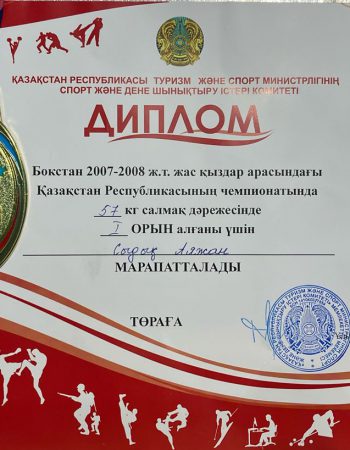 ҚАЗАҚСТАН РЕСПУБЛИКАСЫ ТУРИЗМ ЖӘНЕ СПОРТ МИНИСТРЛІГІНІҢ
СПОРТ ЖӘНЕ ДЕНЕ ШЫНЫҚТЫРУ ІСТЕРІ КОМИТЕТІ
ДИПЛОМ
Бокстан 2007-2008 ж.т. жас қыздар арасындағы
Қазақстан Республикасының чемпионатында
57 кг салмақ дәрежесінде
I ОРЫН алғаны үшін
Сыдық Аяжан
МАРАПАТТАЛАДЫ
ТӨРАҒА